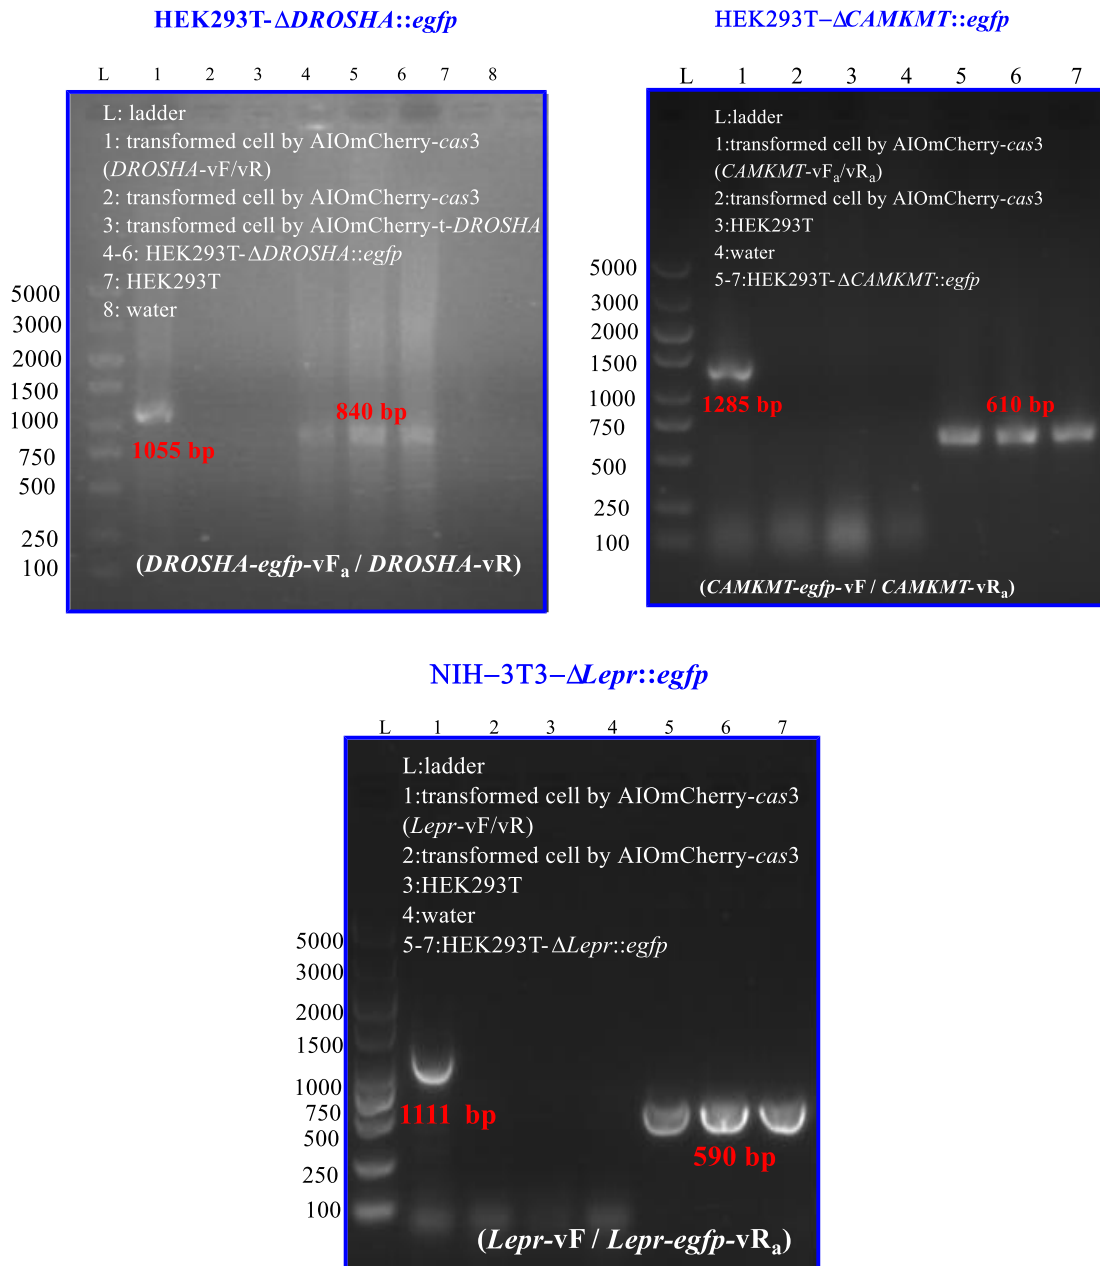 HEK293T-ΔDROSHA::egfp
L 1 2 3 4 5 6 7 8
L: ladder
1: transformed cell by AIOmCherry-cas3
(DROSHA-vF/vR)
2: transformed cell by AIOmCherry-cas3
3: transformed cell by AIOmCherry-t-DROSHA
4-6: HEK293T-ΔDROSHA::egfp
7: HEK293T
8: water
5000
3000
2000
1500
1000
750
500
250
100
840 bp
1055 bp
(DROSHA-egfp-vFa / DROSHA-vR)
HEK293T–ΔCAMKMT::egfp
L 1 2 3 4 5 6 7
L:ladder
1:transformed cell by AIOmCherry-cas3
(CAMKMT-vFa/vRa)
2:transformed cell by AIOmCherry-cas3
3:HEK293T
4:water
5-7:HEK293T-ΔCAMKMT::egfp
5000
3000
2000
1500
1000
750
500
250
100
1285 bp
610 bp
(CAMKMT-egfp-vF / CAMKMT-vRa)
NIH–3T3–ΔLepr::egfp
L 1 2 3 4 5 6 7
L:ladder
1:transformed cell by AIOmCherry-cas3
(Lepr-vF/vR)
2:transformed cell by AIOmCherry-cas3
3:HEK293T
4:water
5-7:HEK293T-ΔLepr::egfp
5000
3000
2000
1500
1000
750
500
250
100
1111 bp
590 bp
(Lepr-vF / Lepr-egfp-vRa)